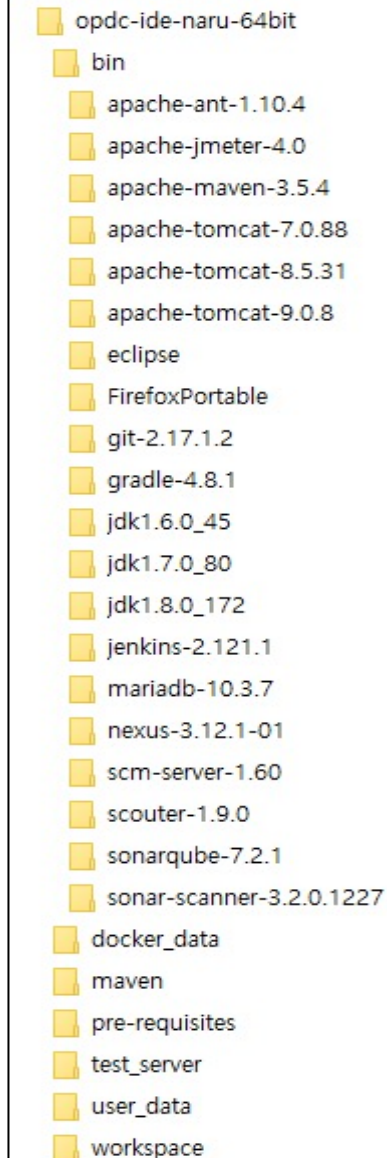 opdc-ide-naru-64bit
bin
apache-ant-1.10.4
apache-jmeter-4.0
apache-maven-3.5.4
apache-tomcat-7.0.88
apache-tomcat-8.5.31
apache-tomcat-9.0.8
eclipse
FirefoxPortable
git-2.17.1.2
gradle-4.8.1
jdk1.6.0_45
jdk1.7.0_80
jdk1.8.0_172
jenkins-2.121.1
mariadb-10.3.7
nexus-3.12.1-01
scm-server-1.60
scouter-1.9.0
sonarqube-7.2.1
sonar-scanner-3.2.0.1227
docker_data
maven
pre-requisites
test_server
user_data
workspace